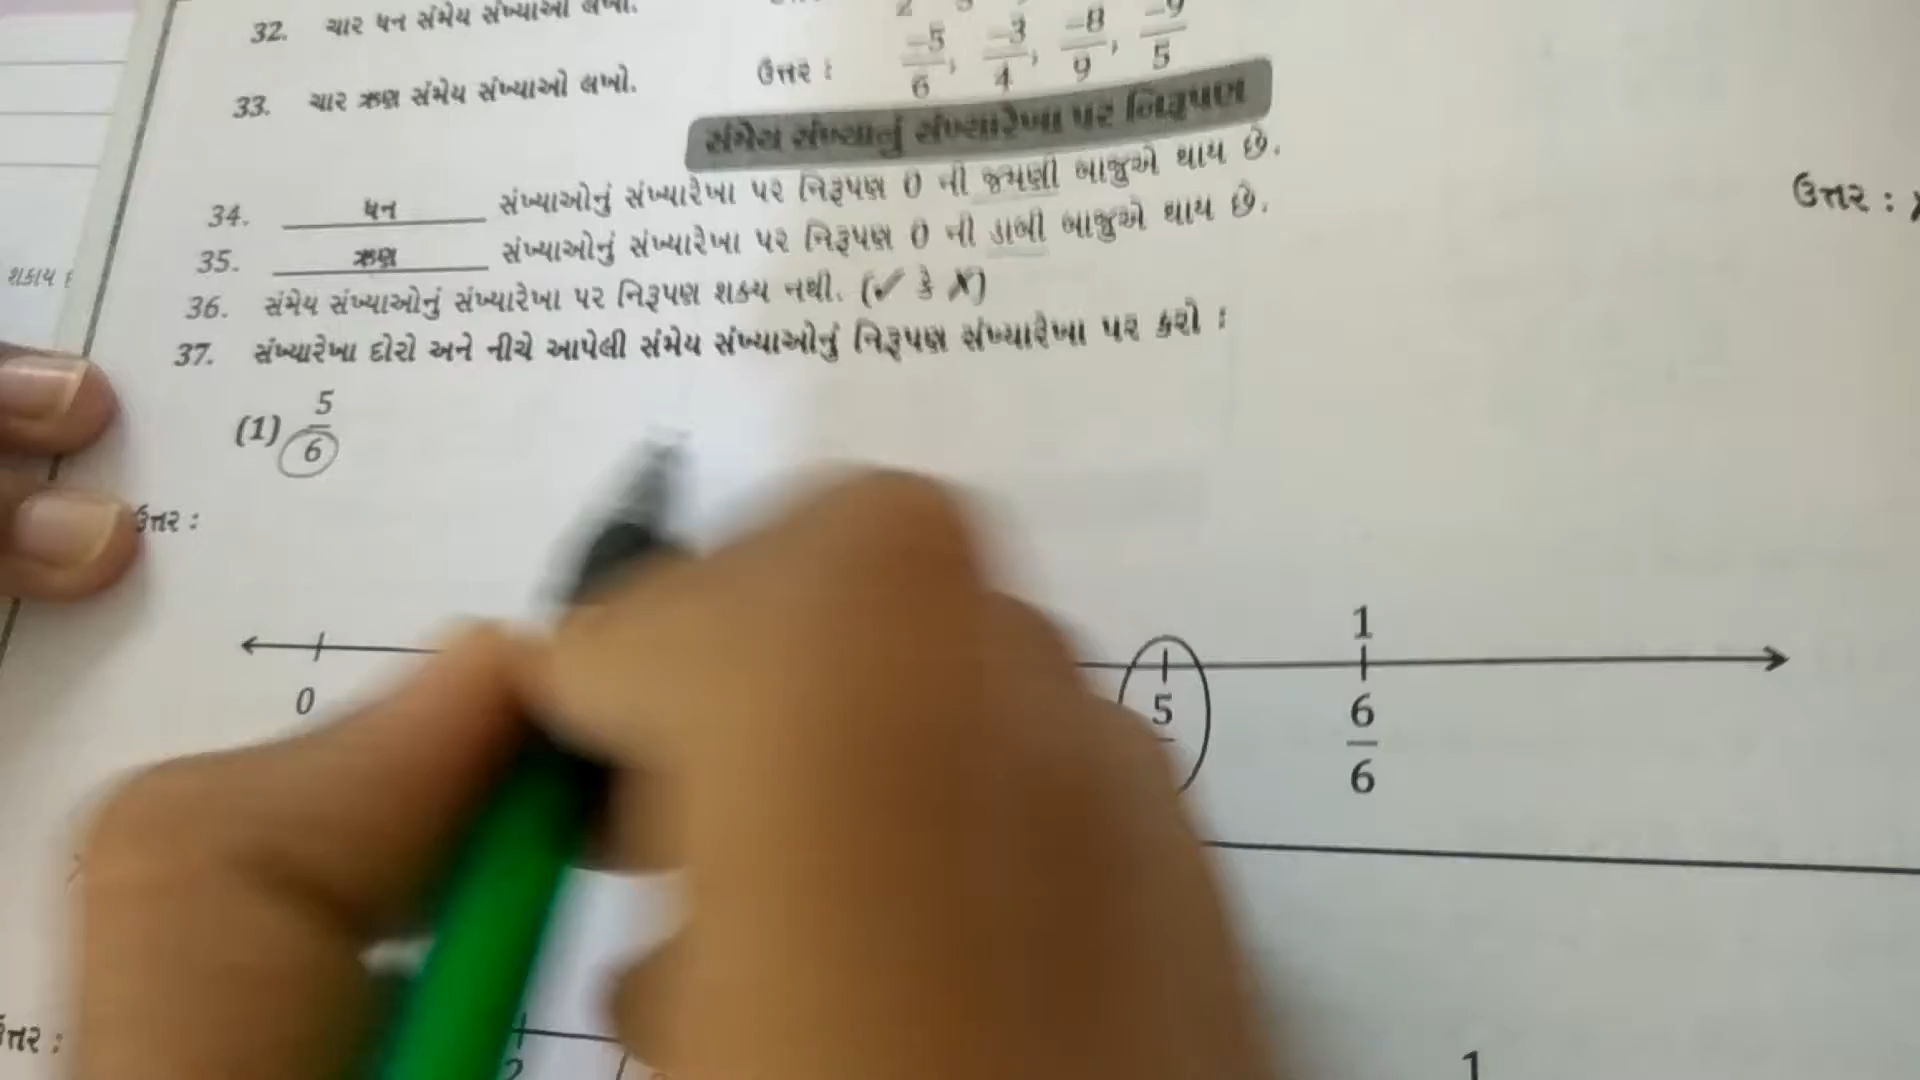 32. ચાર ધન સંમેય સંખ્યાઓ લખો.
33. ચાર ઋણ સંમેય સંખ્યાઓ લખો. ઉત્તર : -5/6, -3/4, -8/9, -9/5
સંમેય સંખ્યાનું સંખ્યારેખા પર નિરૂપણ
34. ધન સંખ્યાઓનું સંખ્યારેખા પર નિરૂપણ 0 ની જમણી બાજુએ થાય છે.
35. ઋણ સંખ્યાઓનું સંખ્યારેખા પર નિરૂપણ 0 ની ડાબી બાજુએ થાય છે.
36. સંમેય સંખ્યાઓનું સંખ્યારેખા પર નિરૂપણ શક્ય નથી. (✓ કે ✗)
37. સંખ્યારેખા દોરો અને નીચે આપેલી સંમેય સંખ્યાઓનું નિરૂપણ સંખ્યારેખા પર કરો :
(1) 5/6
ઉત્તર :
1
0 5 6/6
શકાય
ઉત્તર :
ત્તર :
2
1